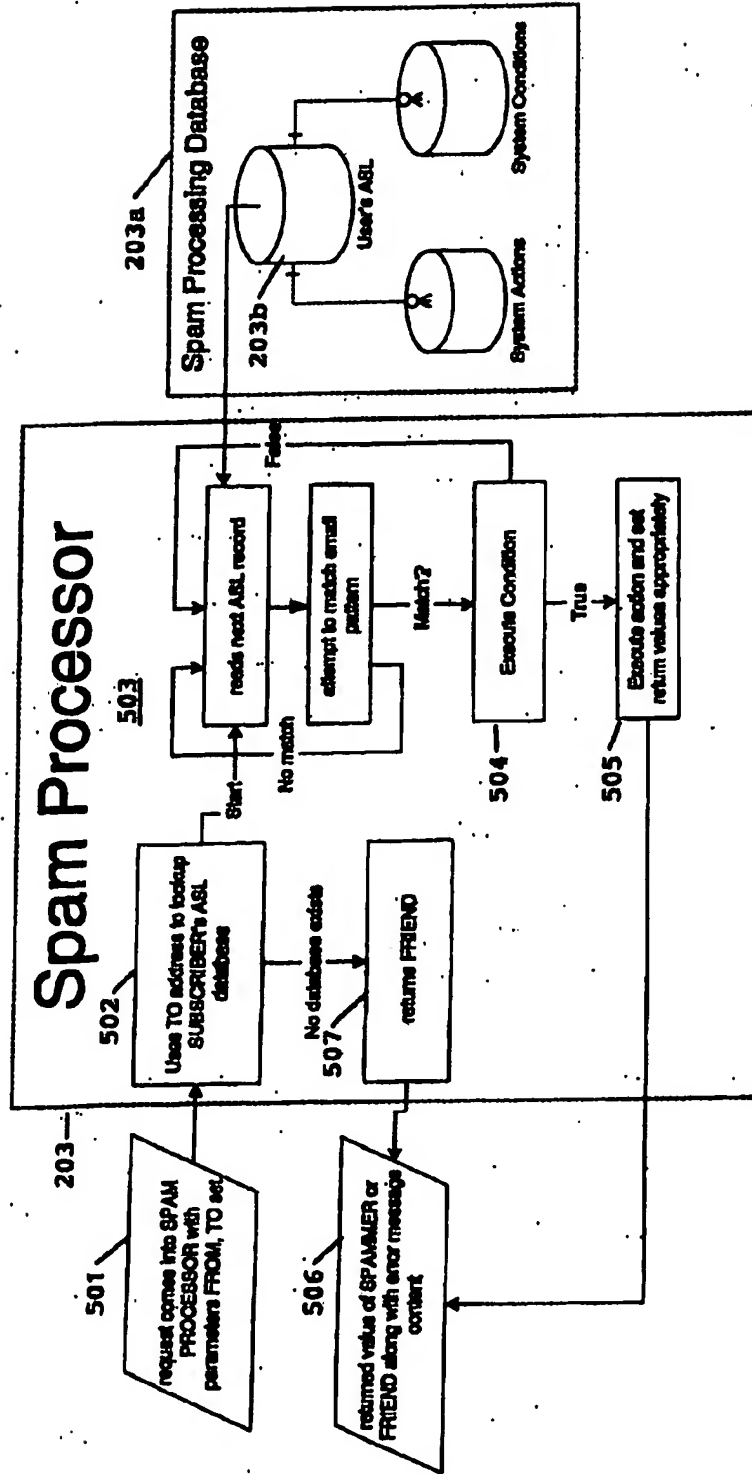 Spam Processor
203
501
request comes into SPAM
PROCESSOR with
parameters FROM, TO set
502
Uses TO address to lookup
SUBSCRIBER's ASL
database
Start
No database exists
507
returns FRIEND
506
returned value of SPAMMER or
FRIEND along with error message
content
503
reads next ASL record
False
No match
attempt to match email
pattern
Match?
504
Execute Condition
True
505
Execute action and set
return values appropriately
203a
Spam Processing Database
203b
User's ASL
System Actions
System Conditions